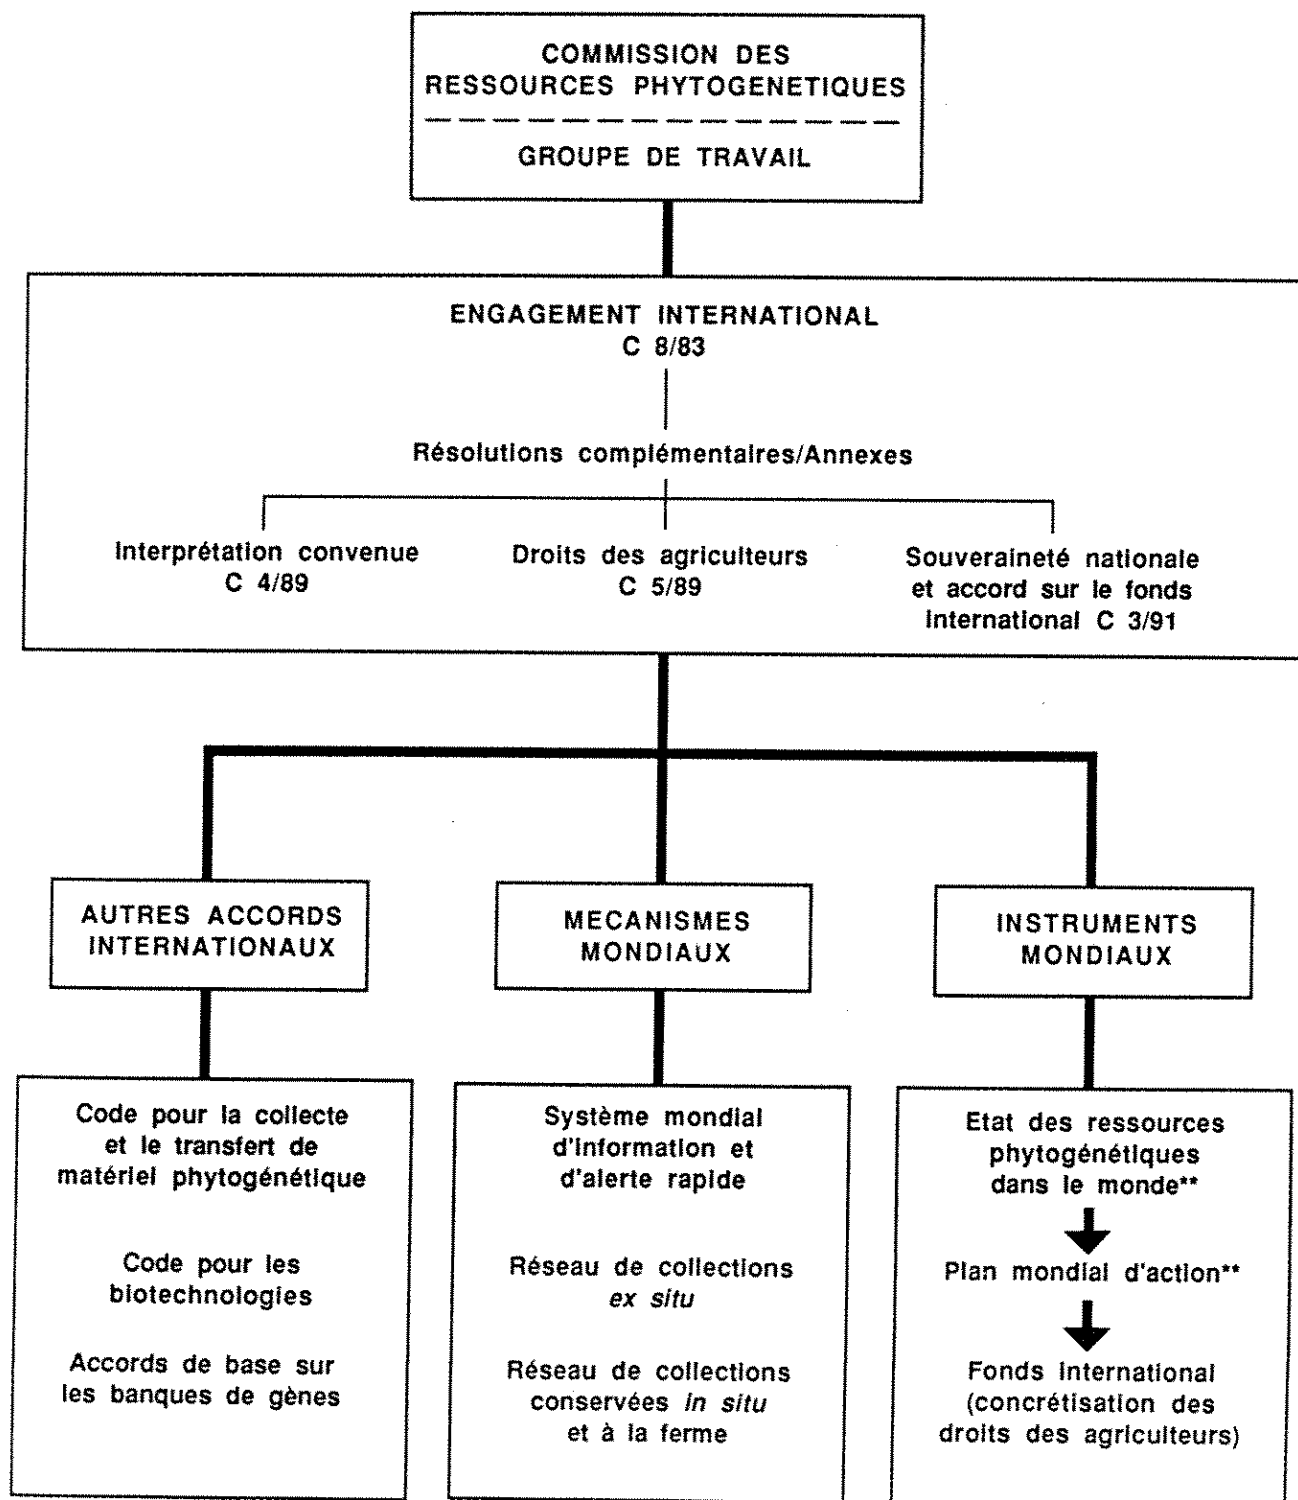 COMMISSION DES
RESSOURCES PHYTOGENETIQUES
GROUPE DE TRAVAIL
ENGAGEMENT INTERNATIONAL
C 8/83
Résolutions complémentaires/Annexes
Interprétation convenue
C 4/89
Droits des agriculteurs
C 5/89
Souveraineté nationale
et accord sur le fonds
international C 3/91
AUTRES ACCORDS
INTERNATIONAUX
MECANISMES
MONDIAUX
INSTRUMENTS
MONDIAUX
Code pour la collecte
et le transfert de
matériel phytogénétique
Code pour les
biotechnologies
Accords de base sur
les banques de gènes
Système mondial
d'information et
d'alerte rapide
Réseau de collections
ex situ
Réseau de collections
conservées in situ
et à la ferme
Etat des ressources
phytogénétiques
dans le monde**
Plan mondial d'action**
Fonds international
(concrétisation des
droits des agriculteurs)